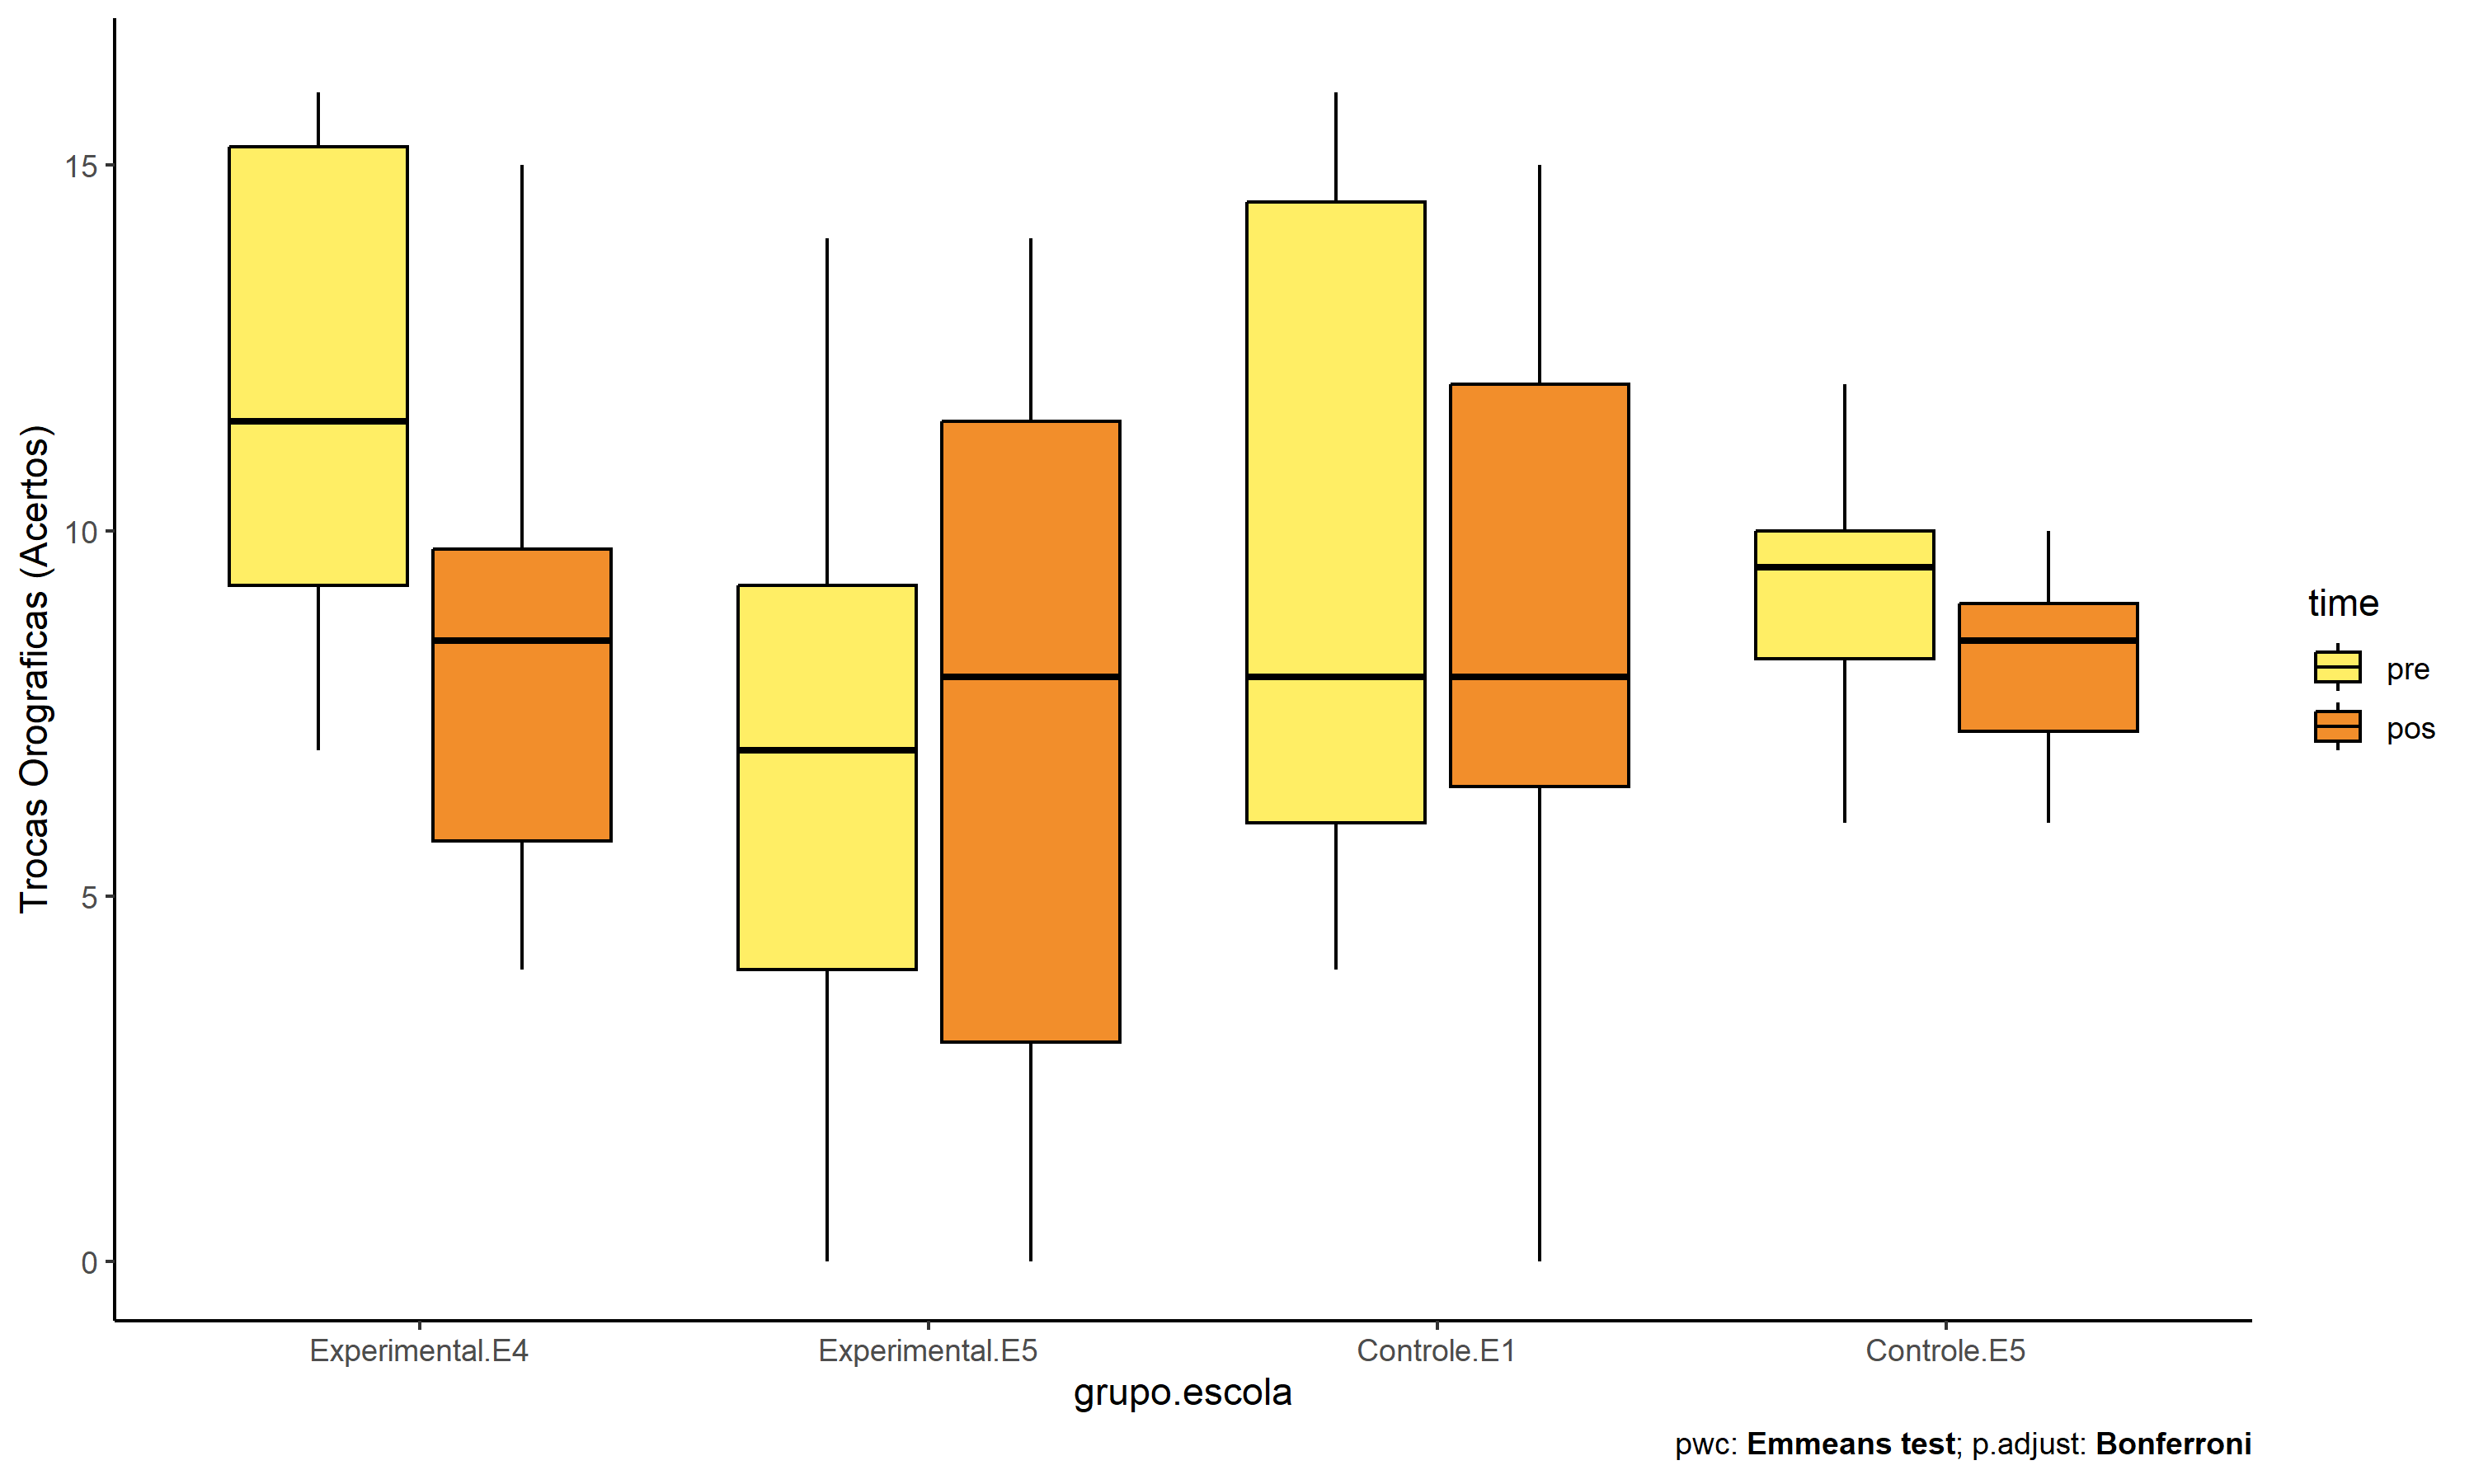 Trocas Orograficas (Acertos)
15
10
5
0
Experimental.E4
Experimental.E5
Controle.E1
Controle.E5
grupo.escola
time
pre
pos
pwc: Emmeans test; p.adjust: Bonferroni